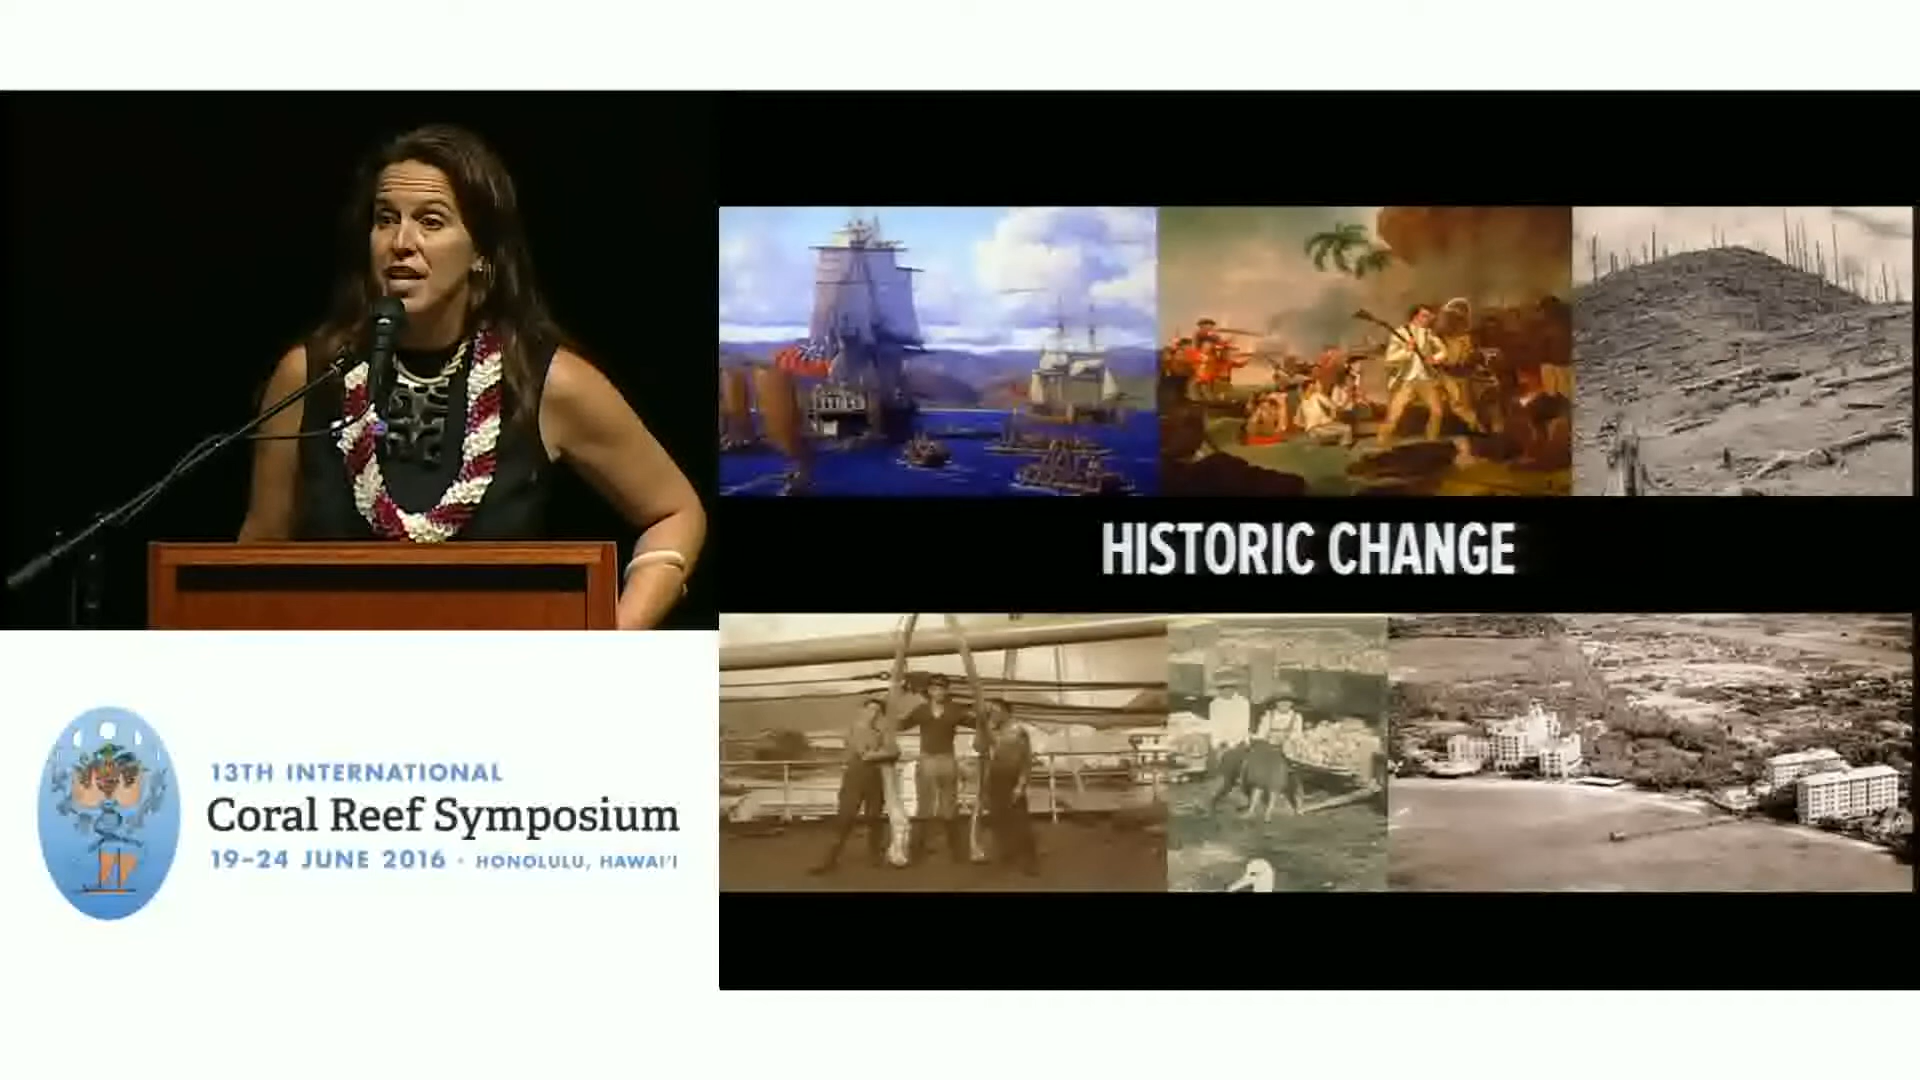 HISTORIC CHANGE
13TH INTERNATIONAL
Coral Reef Symposium
19–24 JUNE 2016 · HONOLULU, HAWAI'I